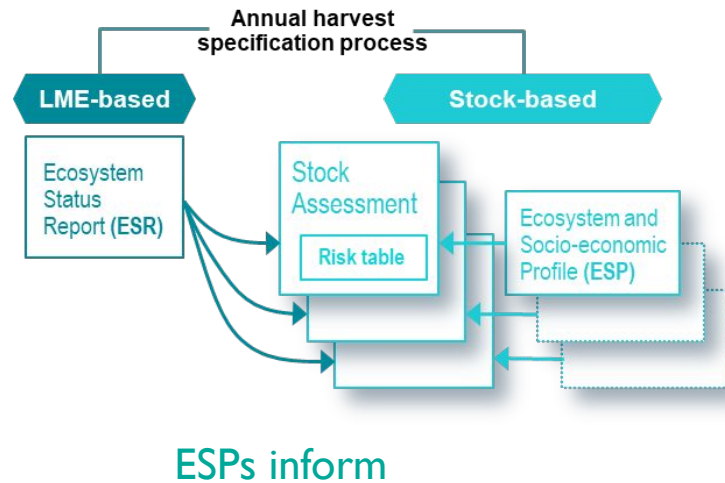 Annual harvest
specification process
LME-based
Stock-based
Ecosystem
Status
Report (ESR)
Stock
Assessment
Risk table
Ecosystem and
Socio-economic
Profile (ESP)
ESPs inform